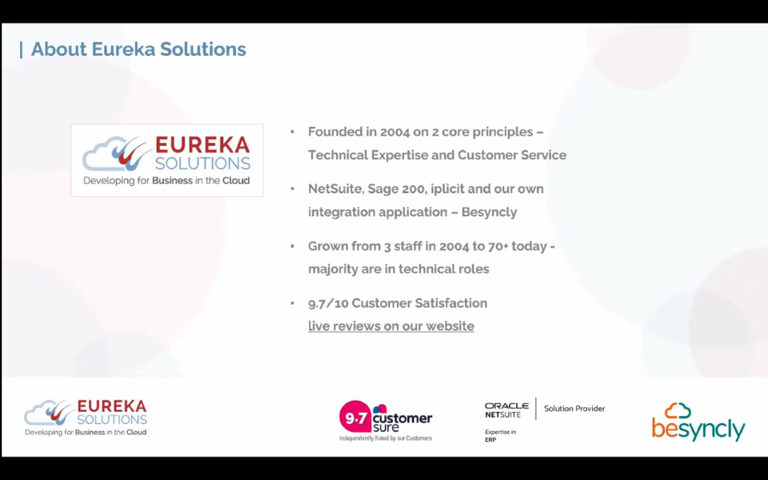 | About Eureka Solutions
EUREKA
SOLUTIONS
Developing for Business in the Cloud
• Founded in 2004 on 2 core principles –
Technical Expertise and Customer Service
• NetSuite, Sage 200, iplicit and our own
integration application – Besyncly
• Grown from 3 staff in 2004 to 70+ today -
majority are in technical roles
• 9.7/10 Customer Satisfaction
live reviews on our website
EUREKA
SOLUTIONS
Developing for Business in the Cloud
9.7 customer
sure
Independently Rated by our Customers
ORACLE
NETSUITE
Solution Provider
Expertise in
ERP
besyncly